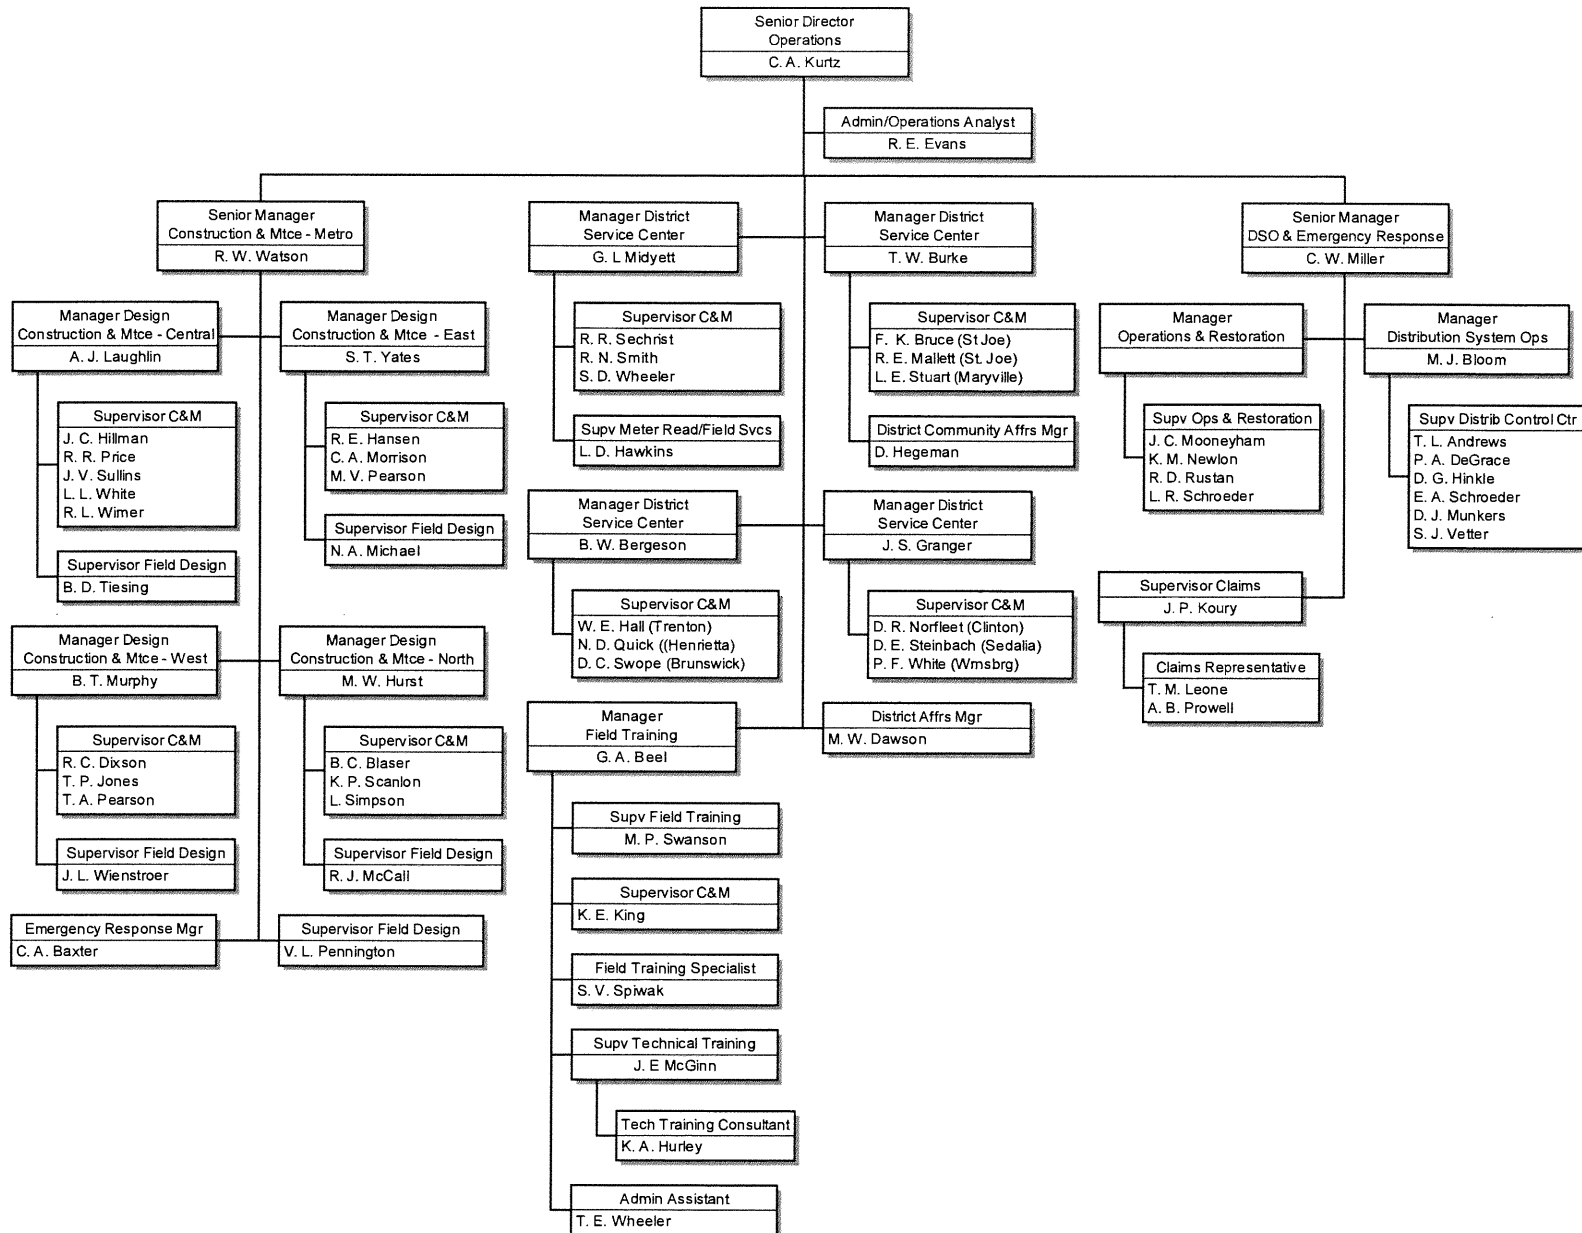 Senior Director
Operations
C. A. Kurtz
Admin/Operations Analyst
R. E. Evans
Senior Manager
Construction & Mtce - Metro
R. W. Watson
Manager Design
Construction & Mtce - Central
A. J. Laughlin
Supervisor C&M
J. C. Hillman
R. R. Price
J. V. Sullins
L. L. White
R. L. Wimer
Supervisor Field Design
B. D. Tiesing
Manager Design
Construction & Mtce - East
S. T. Yates
Supervisor C&M
R. E. Hansen
C. A. Morrison
M. V. Pearson
Supervisor Field Design
N. A. Michael
Manager Design
Construction & Mtce - West
B. T. Murphy
Supervisor C&M
R. C. Dixson
T. P. Jones
T. A. Pearson
Supervisor Field Design
J. L. Wienstroer
Manager Design
Construction & Mtce - North
M. W. Hurst
Supervisor C&M
B. C. Blaser
K. P. Scanlon
L. Simpson
Supervisor Field Design
R. J. McCall
Emergency Response Mgr
C. A. Baxter
Supervisor Field Design
V. L. Pennington
Manager District
Service Center
G. L Midyett
Supervisor C&M
R. R. Sechrist
R. N. Smith
S. D. Wheeler
Supv Meter Read/Field Svcs
L. D. Hawkins
Manager District
Service Center
T. W. Burke
Supervisor C&M
F. K. Bruce (St Joe)
R. E. Mallett (St. Joe)
L. E. Stuart (Maryville)
District Community Affrs Mgr
D. Hegeman
Manager District
Service Center
B. W. Bergeson
Supervisor C&M
W. E. Hall (Trenton)
N. D. Quick ((Henrietta)
D. C. Swope (Brunswick)
Manager District
Service Center
J. S. Granger
Supervisor C&M
D. R. Norfleet (Clinton)
D. E. Steinbach (Sedalia)
P. F. White (Wmsbrg)
Manager
Field Training
G. A. Beel
District Affrs Mgr
M. W. Dawson
Supv Field Training
M. P. Swanson
Supervisor C&M
K. E. King
Field Training Specialist
S. V. Spiwak
Supv Technical Training
J. E McGinn
Tech Training Consultant
K. A. Hurley
Admin Assistant
T. E. Wheeler
Senior Manager
DSO & Emergency Response
C. W. Miller
Manager
Operations & Restoration
Supv Ops & Restoration
J. C. Mooneyham
K. M. Newlon
R. D. Rustan
L. R. Schroeder
Manager
Distribution System Ops
M. J. Bloom
Supv Distrib Control Ctr
T. L. Andrews
P. A. DeGrace
D. G. Hinkle
E. A. Schroeder
D. J. Munkers
S. J. Vetter
Supervisor Claims
J. P. Koury
Claims Representative
T. M. Leone
A. B. Prowell